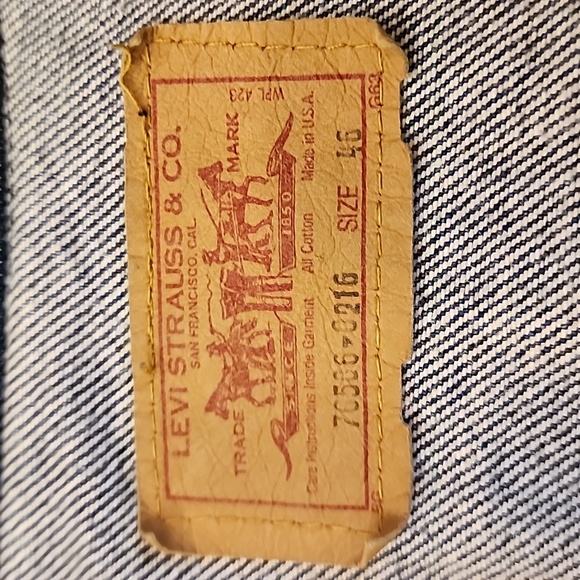 LEVI STRAUSS & CO.
SAN FRANCISCO, CAL
TRADE MARK
SINCE 1850
WPL 423
Care Instructions Inside Garment All Cotton Made in U.S.A.
70506-0216 SIZE 46